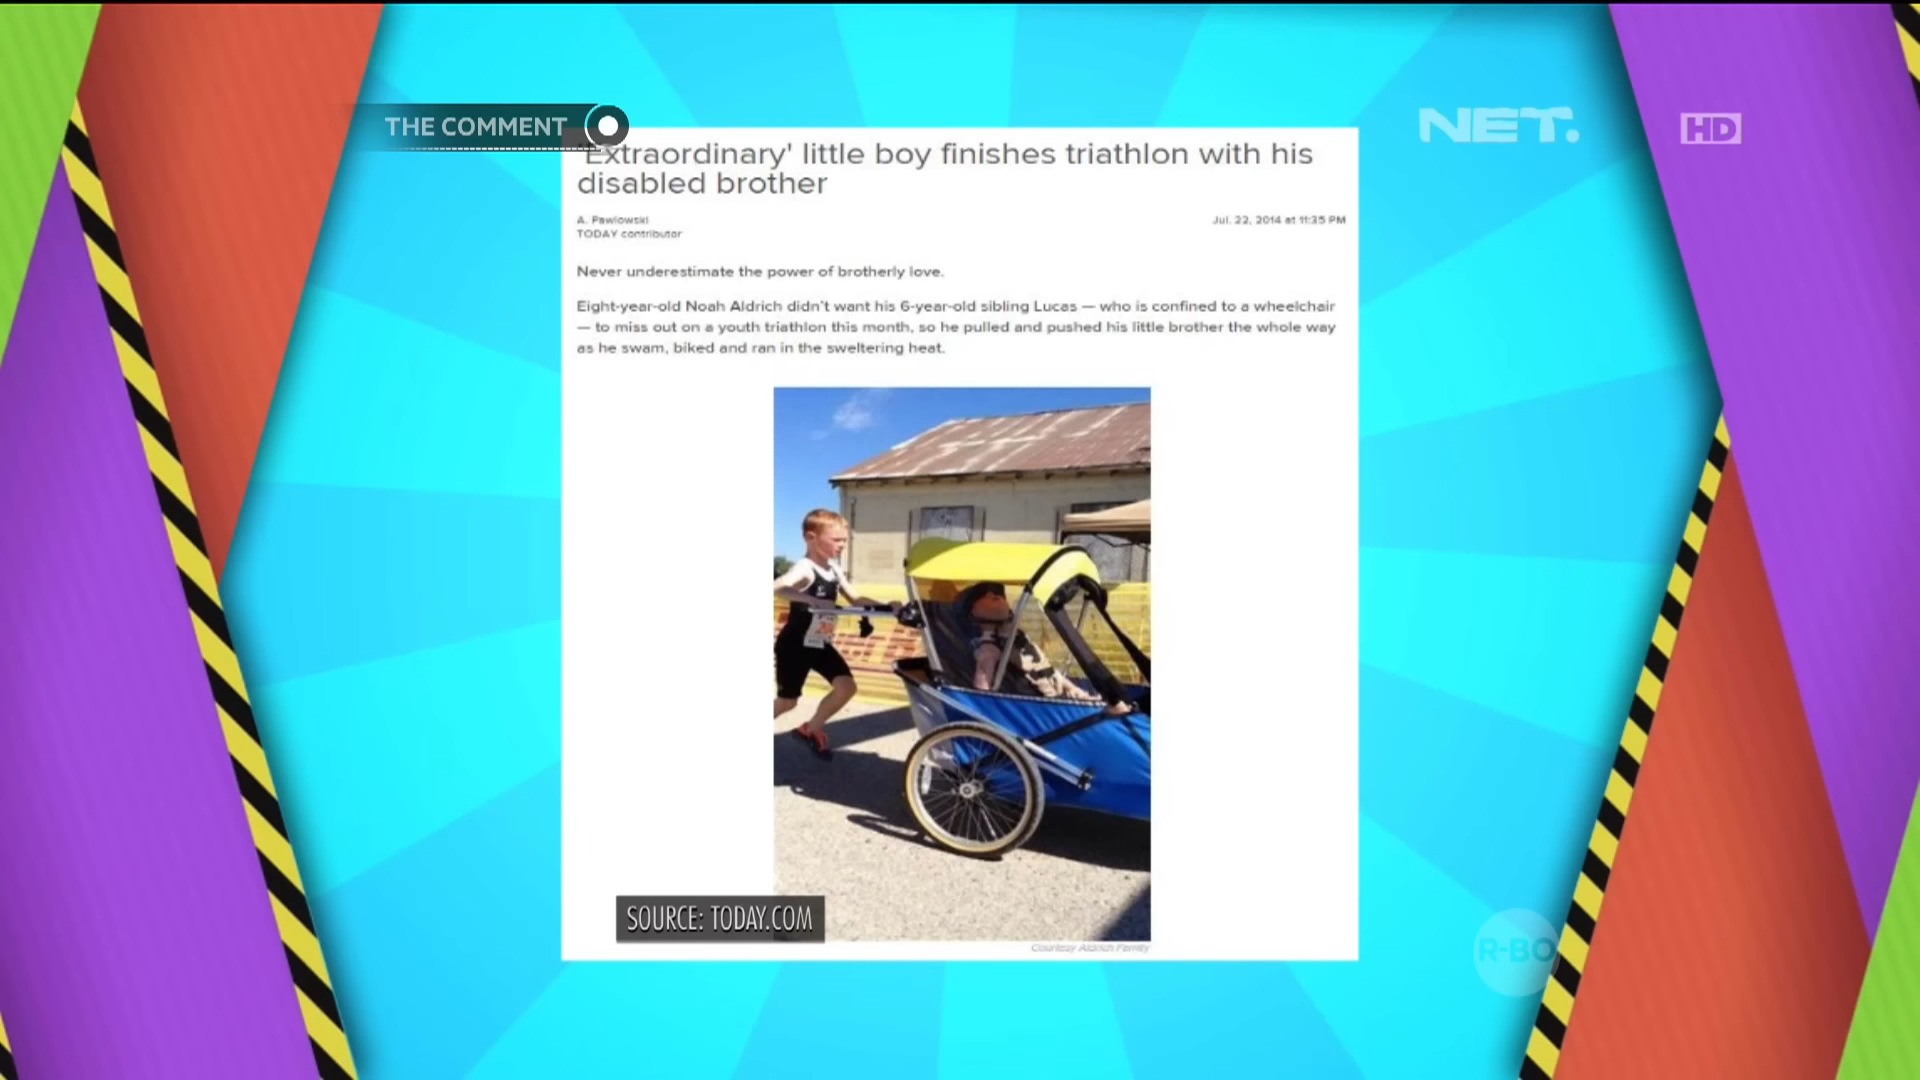 THE COMMENT
NET.
HD
'Extraordinary' little boy finishes triathlon with his
disabled brother
A. Pawlowski
TODAY contributor
Jul. 22, 2014 at 11:35 PM
Never underestimate the power of brotherly love.
Eight-year-old Noah Aldrich didn't want his 6-year-old sibling Lucas — who is confined to a wheelchair
— to miss out on a youth triathlon this month, so he pulled and pushed his little brother the whole way
as he swam, biked and ran in the sweltering heat.
SOURCE: TODAY.COM
Courtesy Aldrich Family
R-BO